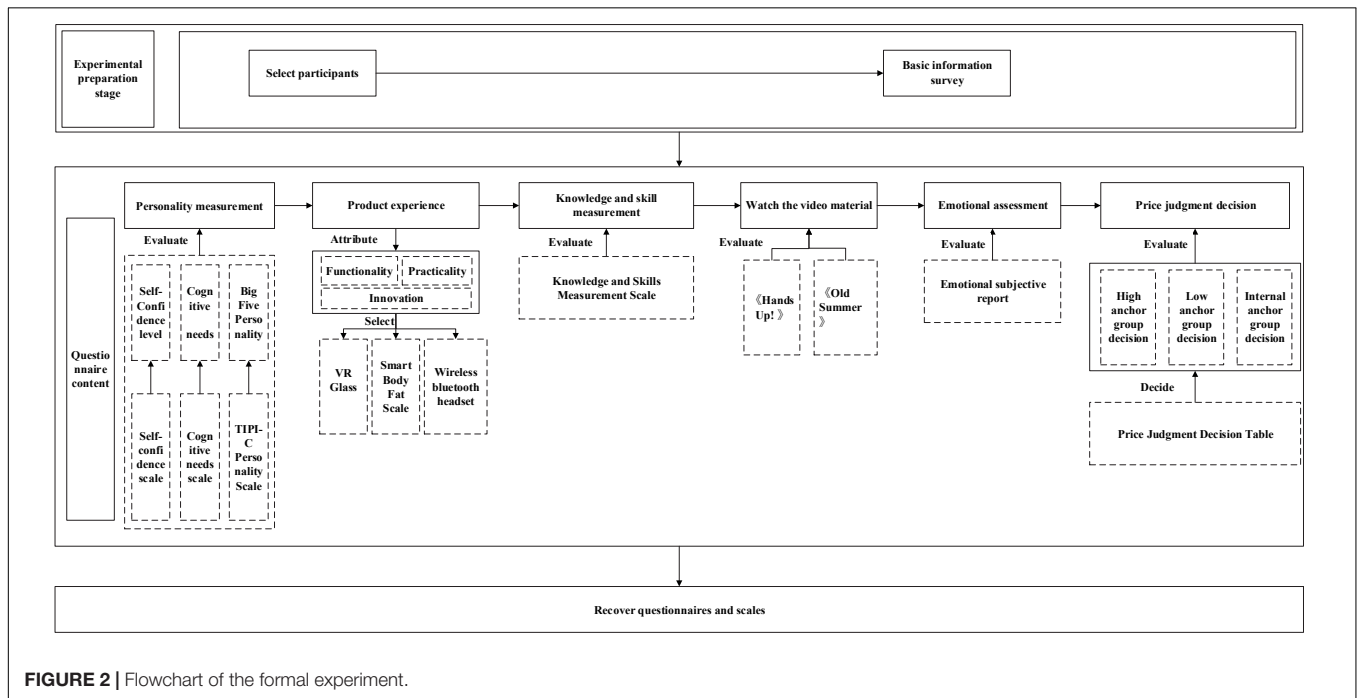 Experimental
preparation
stage
Select participants
Basic information
survey
Questio
nnaire
content
Personality measurement
Evaluate
Self-
Confi
dence
level
Cog
nitive
needs
Big
Five
Perso
nality
Self-
confi
dence
scale
Cogn
itive
needs
scale
TIPI-
C
Perso
nality
Scale
Product experience
Attribute
Functionality
Practicality
Innovation
Select
VR
Glass
Smart
Body
Fat
Scale
Wireless
bluetooth
headset
Knowledge and skill
measurement
Evaluate
Knowledge and Skills
Measurement Scale
Watch the video material
Evaluate
《Hands
Up! 》
《Old
Summer
》
Emotional assessment
Evaluate
Emotional subjective
report
Price judgment decision
Evaluate
High
anchor
group
decision
Low
anchor
group
decision
Internal
anchor
group
decision
Decide
Price Judgment Decision Table
Recover questionnaires and scales
FIGURE 2 | Flowchart of the formal experiment.